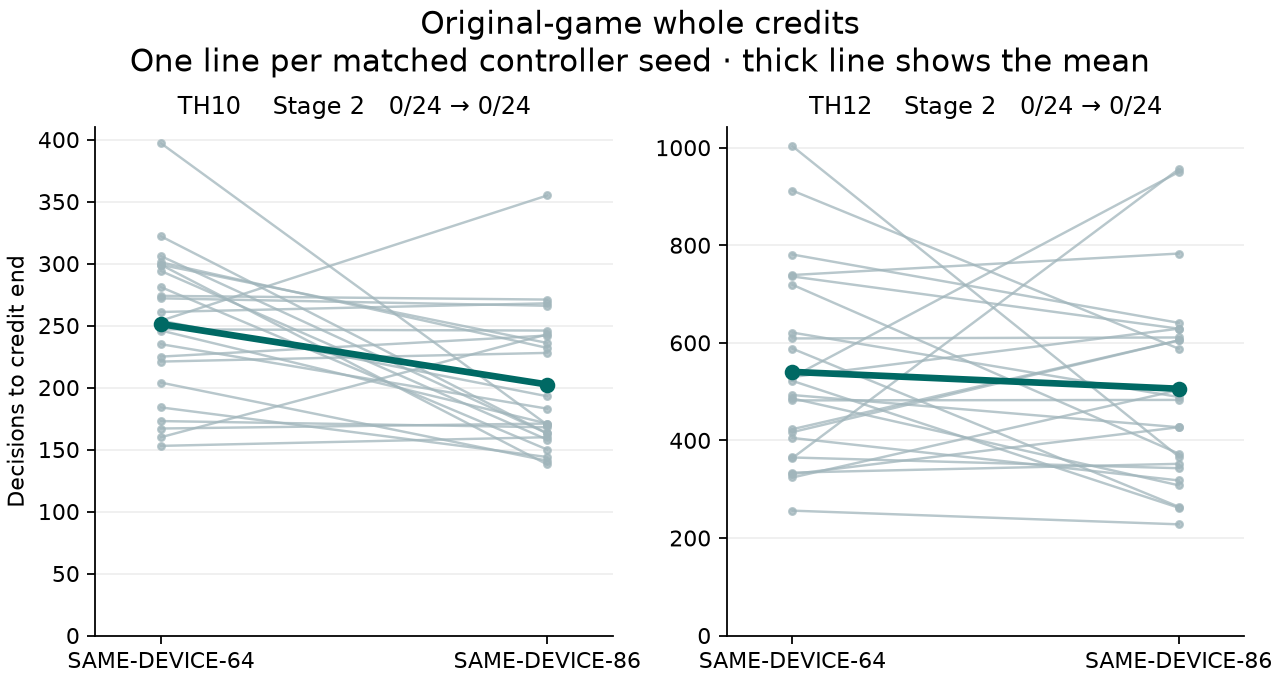 Original-game whole credits
One line per matched controller seed · thick line shows the mean
TH10 Stage 2 0/24 → 0/24
Decisions to credit end
400
350
300
250
200
150
100
50
0
SAME-DEVICE-64
SAME-DEVICE-86
TH12 Stage 2 0/24 → 0/24
1000
800
600
400
200
0
SAME-DEVICE-64
SAME-DEVICE-86